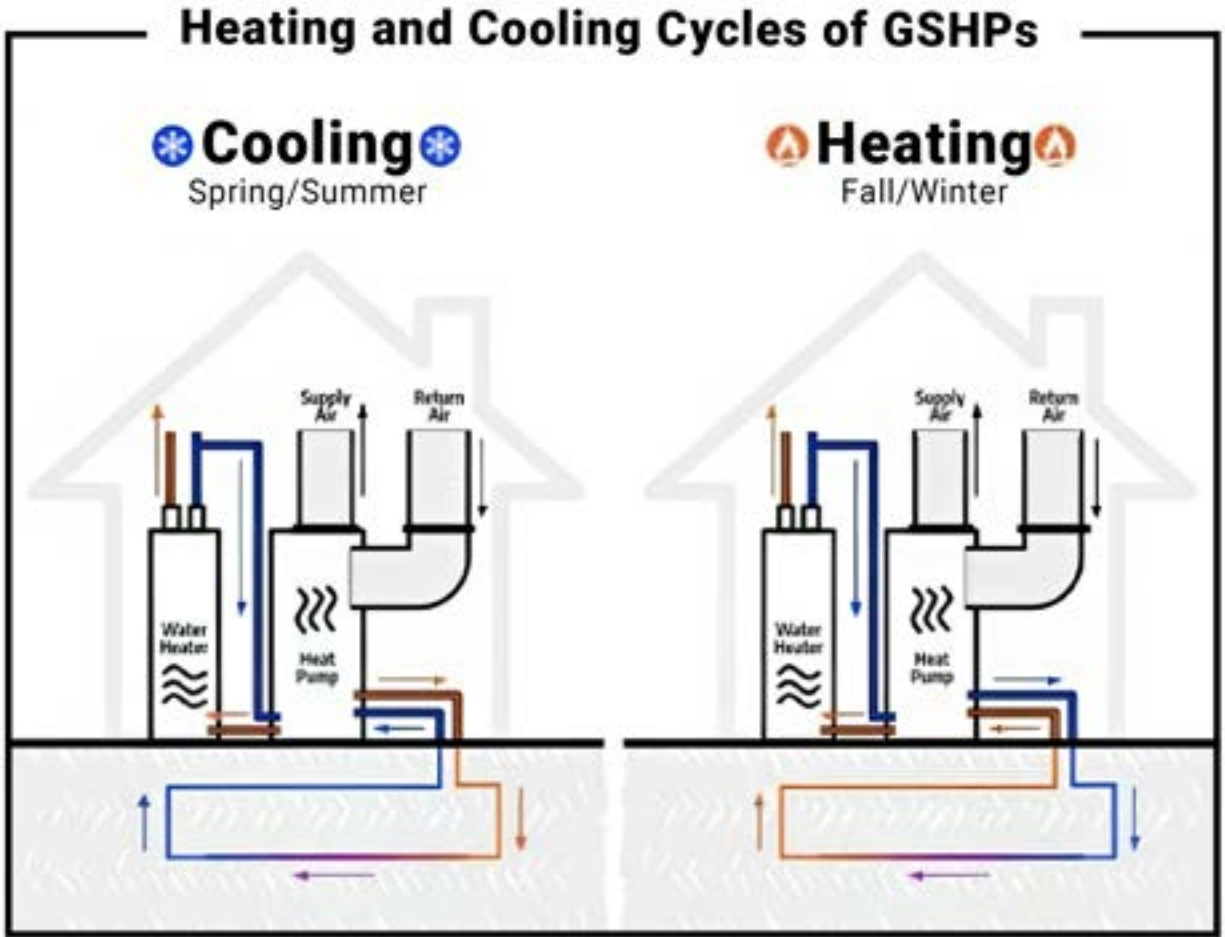 Heating and Cooling Cycles of GSHPs
Cooling
Spring/Summer
Supply
Air
Return
Air
Water
Heater
Heat
Pump
Heating
Fall/Winter
Supply
Air
Return
Air
Water
Heater
Heat
Pump